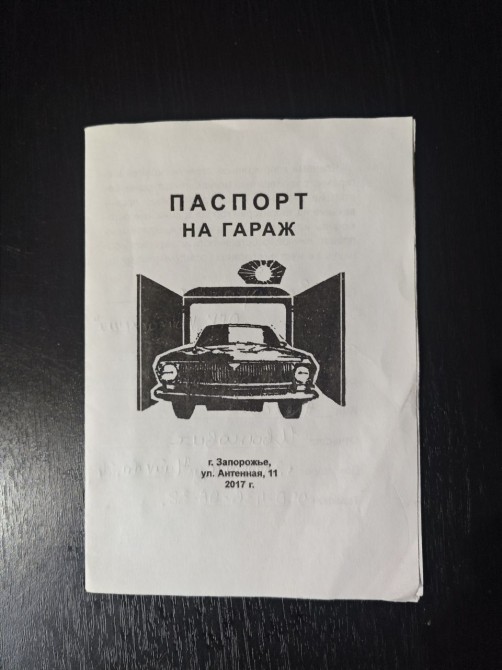 ПАСПОРТ
НА ГАРАЖ
г. Запорожье,
ул. Антенная, 11
2017 г.